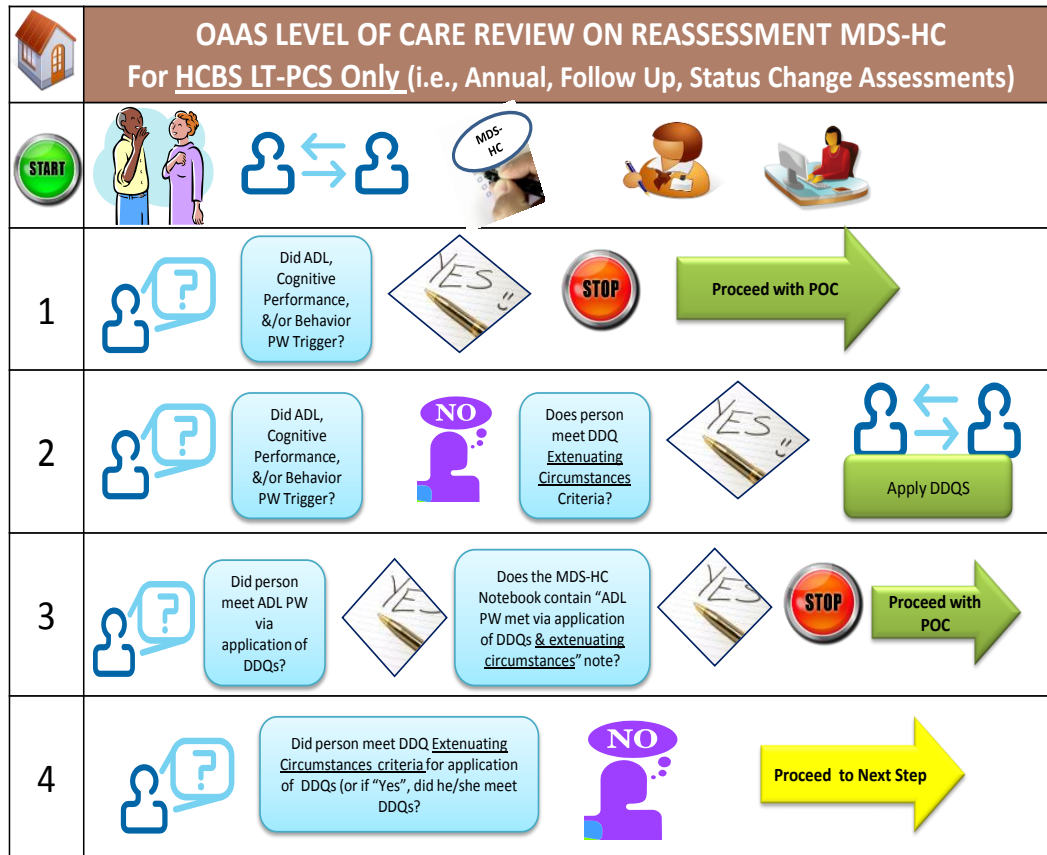 OAAS LEVEL OF CARE REVIEW ON REASSESSMENT MDS-HC
For HCBS LT-PCS Only (i.e., Annual, Follow Up, Status Change Assessments)
START
MDS-
HC
1
Did ADL,
Cognitive
Performance,
&/or Behavior
PW Trigger?
YES
STOP
Proceed with POC
2
Did ADL,
Cognitive
Performance,
&/or Behavior
PW Trigger?
NO
Does person
meet DDQ
Extenuating
Circumstances
Criteria?
YES
Apply DDQS
3
Did person
meet ADL PW
via
application of
DDQs?
YES
Does the MDS-HC
Notebook contain “ADL
PW met via application
of DDQs & extenuating
circumstances” note?
YES
STOP
Proceed with
POC
4
Did person meet DDQ Extenuating
Circumstances criteria for application
of DDQs (or if “Yes”, did he/she meet
DDQs?
NO
Proceed to Next Step